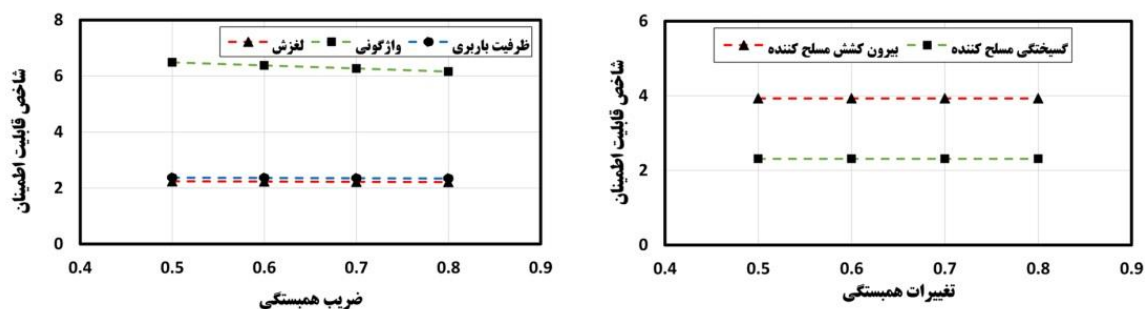 لغزش واژگونی ظرفیت باربری
شاخص قابلیت اطمینان
8
6
4
2
0
0.4 0.5 0.6 0.7 0.8 0.9
ضریب همبستگی
بیرون کشش مسلح کننده گسیختگی مسلح کننده
شاخص قابلیت اطمینان
6
4
2
0
0.4 0.5 0.6 0.7 0.8 0.9
تغییرات همبستگی